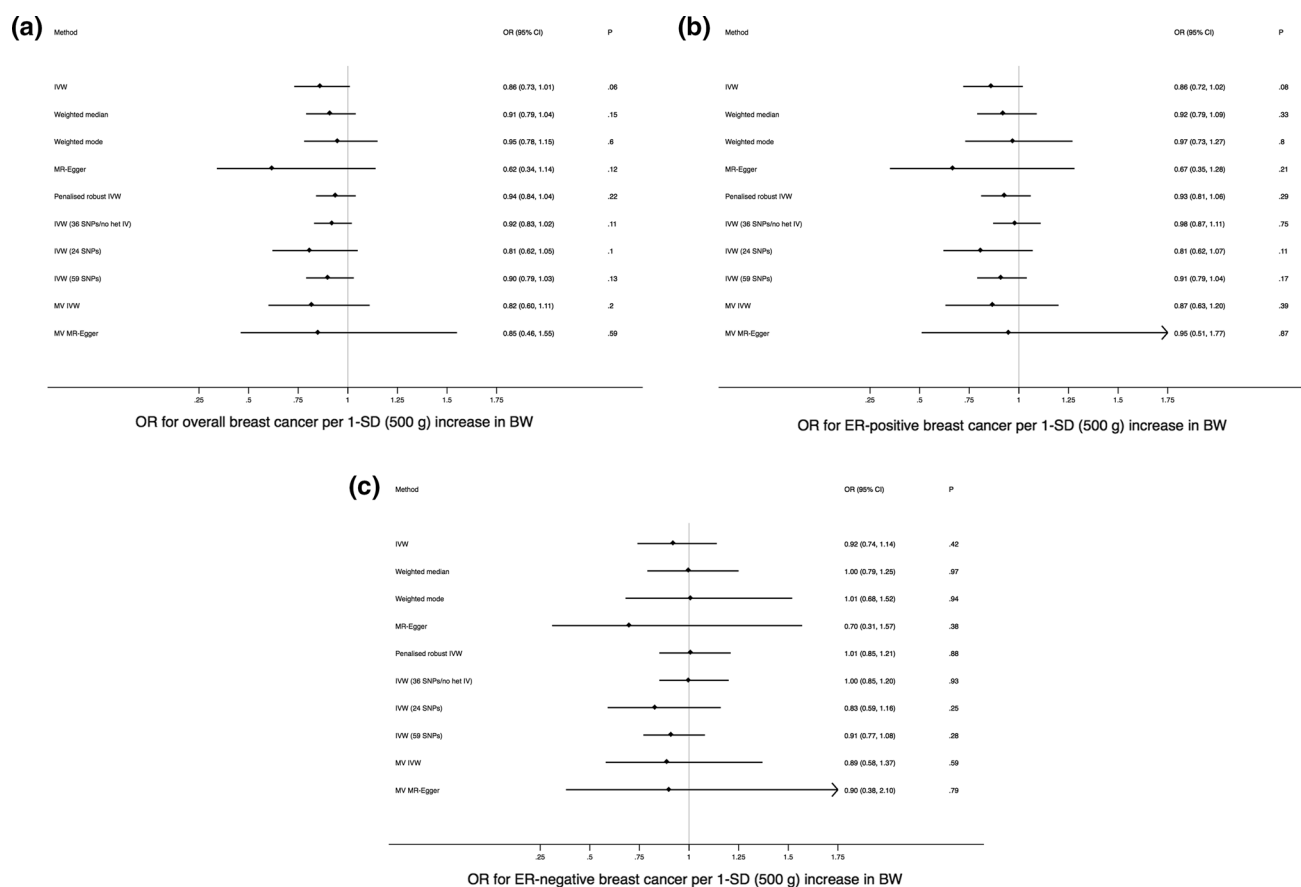 (a)
Method OR (95% CI) P
IVW 0.86 (0.73, 1.01) .06
Weighted median 0.91 (0.79, 1.04) .15
Weighted mode 0.95 (0.78, 1.15) .6
MR-Egger 0.62 (0.34, 1.14) .12
Penalised robust IVW 0.94 (0.84, 1.04) .22
IVW (36 SNPs/no het IV) 0.92 (0.83, 1.02) .11
IVW (24 SNPs) 0.81 (0.62, 1.05) .1
IVW (59 SNPs) 0.90 (0.79, 1.03) .13
MV IVW 0.82 (0.60, 1.11) .2
MV MR-Egger 0.85 (0.46, 1.55) .59
.25 .5 .75 1 1.25 1.5 1.75
OR for overall breast cancer per 1-SD (500 g) increase in BW
(b)
Method OR (95% CI) P
IVW 0.86 (0.72, 1.02) .08
Weighted median 0.92 (0.79, 1.09) .33
Weighted mode 0.97 (0.73, 1.27) .8
MR-Egger 0.67 (0.35, 1.28) .21
Penalised robust IVW 0.93 (0.81, 1.06) .29
IVW (36 SNPs/no het IV) 0.98 (0.87, 1.11) .75
IVW (24 SNPs) 0.81 (0.62, 1.07) .11
IVW (59 SNPs) 0.91 (0.79, 1.04) .17
MV IVW 0.87 (0.63, 1.20) .39
MV MR-Egger 0.95 (0.51, 1.77) .87
.25 .5 .75 1 1.25 1.5 1.75
OR for ER-positive breast cancer per 1-SD (500 g) increase in BW
(c)
Method OR (95% CI) P
IVW 0.92 (0.74, 1.14) .42
Weighted median 1.00 (0.79, 1.25) .97
Weighted mode 1.01 (0.68, 1.52) .94
MR-Egger 0.70 (0.31, 1.57) .38
Penalised robust IVW 1.01 (0.85, 1.21) .88
IVW (36 SNPs/no het IV) 1.00 (0.85, 1.20) .93
IVW (24 SNPs) 0.83 (0.59, 1.16) .25
IVW (59 SNPs) 0.91 (0.77, 1.08) .28
MV IVW 0.89 (0.58, 1.37) .59
MV MR-Egger 0.90 (0.38, 2.10) .79
.25 .5 .75 1 1.25 1.5 1.75
OR for ER-negative breast cancer per 1-SD (500 g) increase in BW